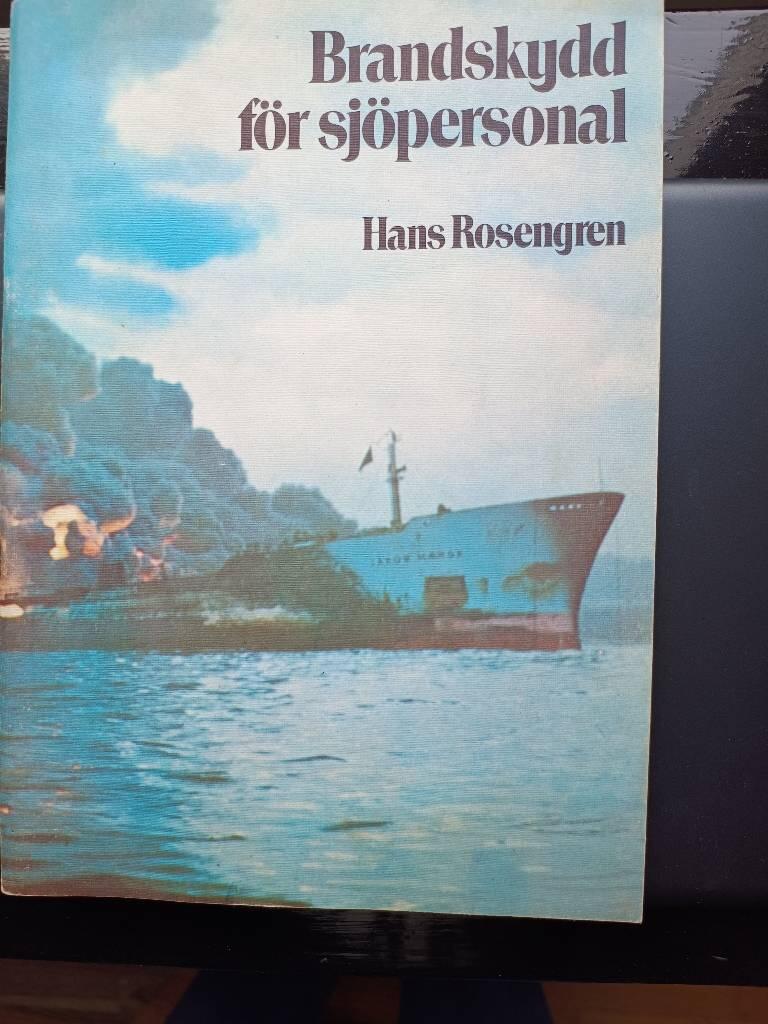 Brandskydd
för sjöpersonal
Hans Rosengren